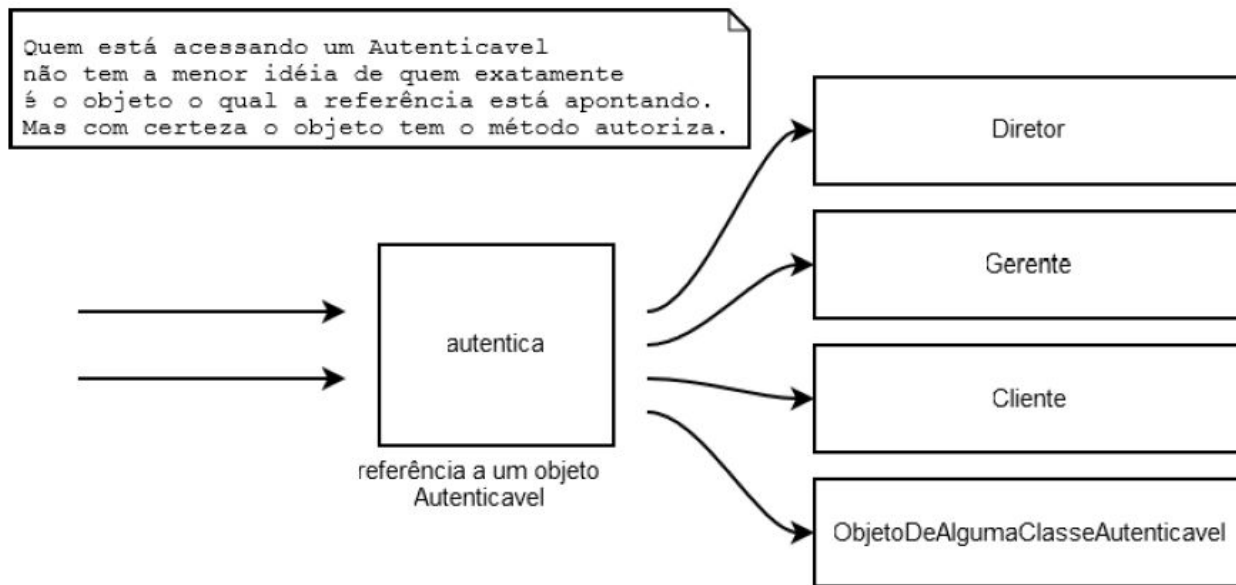 Quem está acessando um Autenticavel
não tem a menor idéia de quem exatamente
é o objeto o qual a referência está apontando.
Mas com certeza o objeto tem o método autoriza.
Diretor
Gerente
autentica
Cliente
referência a um objeto
Autenticavel
ObjetoDeAlgumaClasseAutenticavel